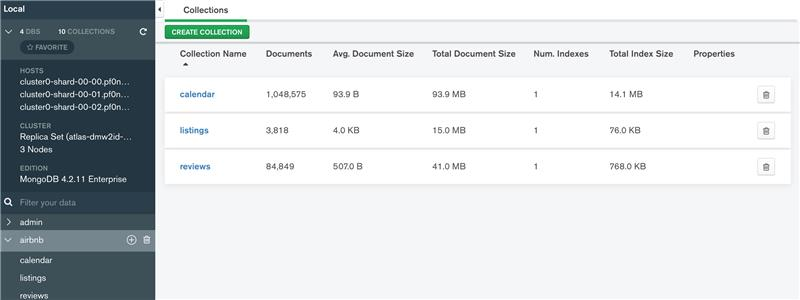 Local
4 DBS 10 COLLECTIONS
FAVORITE
HOSTS
cluster0-shard-00-00.pf0n...
cluster0-shard-00-01.pf0n...
cluster0-shard-00-02.pf0n...
CLUSTER
Replica Set (atlas-dmw2id-...
3 Nodes
EDITION
MongoDB 4.2.11 Enterprise
Filter your data
admin
airbnb
calendar
listings
reviews
Collections
CREATE COLLECTION
Collection Name Documents Avg. Document Size Total Document Size Num. Indexes Total Index Size Properties
calendar 1,048,575 93.9 B 93.9 MB 1 14.1 MB
listings 3,818 4.0 KB 15.0 MB 1 76.0 KB
reviews 84,849 507.0 B 41.0 MB 1 768.0 KB